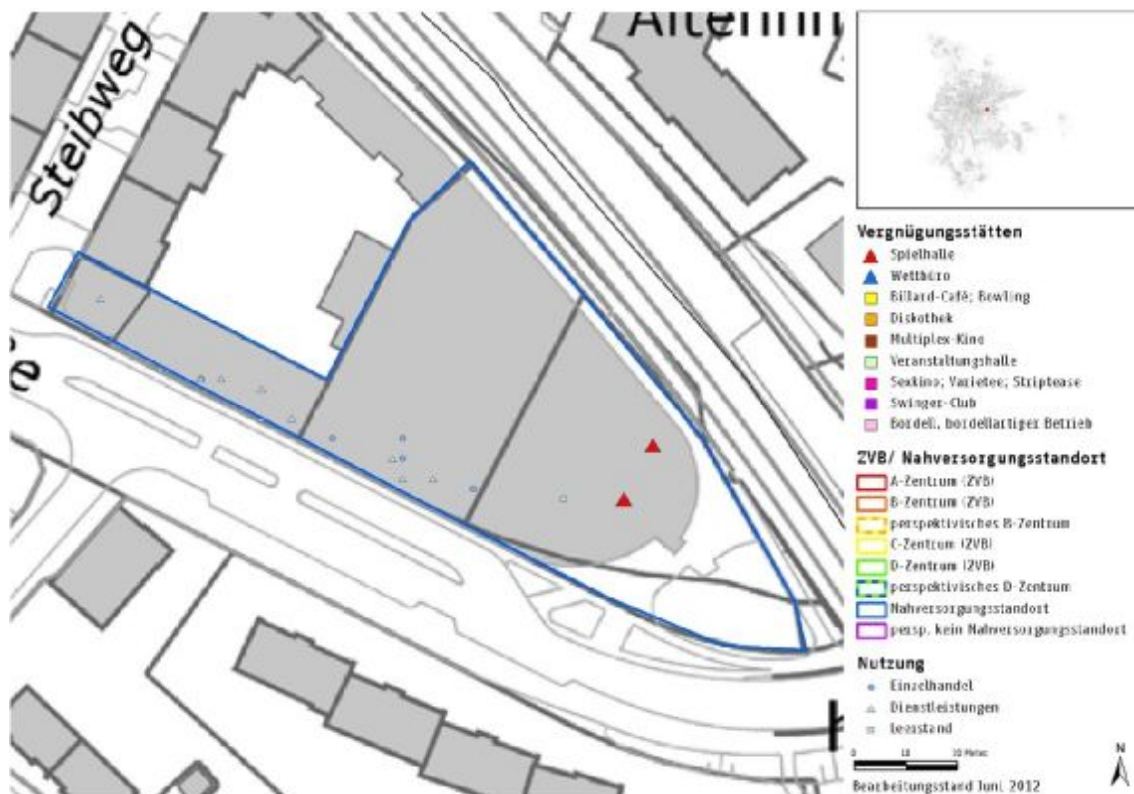 Steibweg
Vergnügungsstätten
Spielhalle
Wettbüro
Billard-Café; Bowling
Diskothek
Multiplex-Kino
Veranstaltungshalle
Sexkino; Varietee; Striptease
Swinger-Club
Bordell, bordellartiger Betrieb
ZVB/ Nahversorgungsstandort
A-Zentrum (ZVB)
B-Zentrum (ZVB)
perspektivisches B-Zentrum
C-Zentrum (ZVB)
D-Zentrum (ZVB)
perspektivisches D-Zentrum
Nahversorgungsstandort
persp. kein Nahversorgungsstandort
Nutzung
Einzelhandel
Dienstleistungen
Leerstand
0 10 20 Meter
N
Bearbeitungsstand Juni 2012